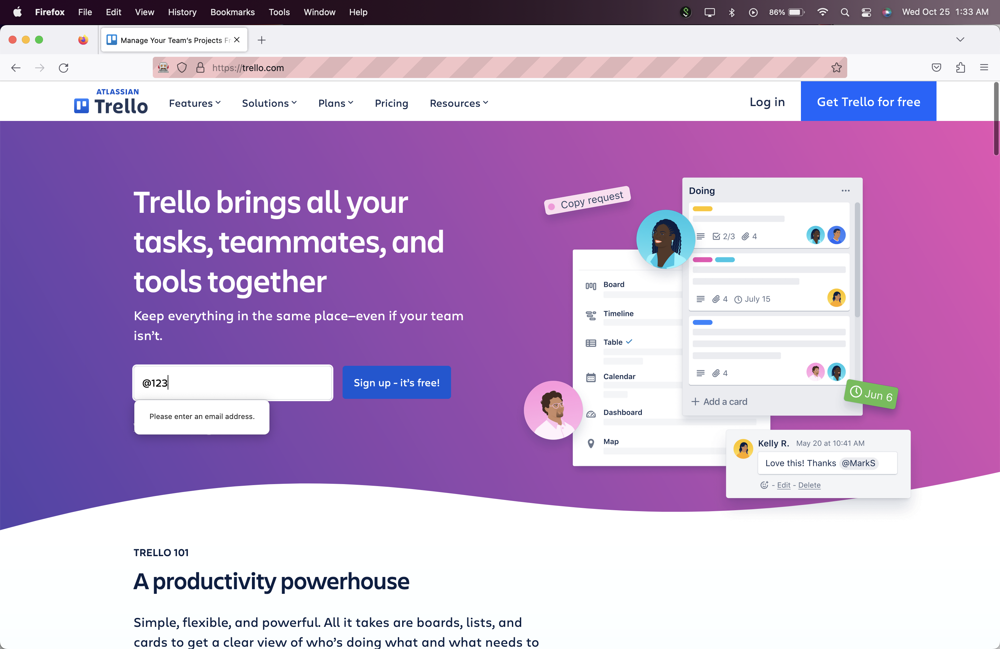 Firefox File Edit View History Bookmarks Tools Window Help 86% Wed Oct 25 1:33 AM
Manage Your Team's Projects Fr
https://trello.com
ATLASSIAN
Trello
Features Solutions Plans Pricing Resources Log in Get Trello for free
Trello brings all your
tasks, teammates, and
tools together
Keep everything in the same place—even if your team
isn't.
@123
Sign up - it's free!
Please enter an email address.
Copy request
Doing
2/3 4
4 July 15
4
Add a card
Jun 6
Board
Timeline
Table
Calendar
Dashboard
Map
Kelly R. May 20 at 10:41 AM
Love this! Thanks @MarkS
- Edit - Delete
TRELLO 101
A productivity powerhouse
Simple, flexible, and powerful. All it takes are boards, lists, and
cards to get a clear view of who's doing what and what needs to